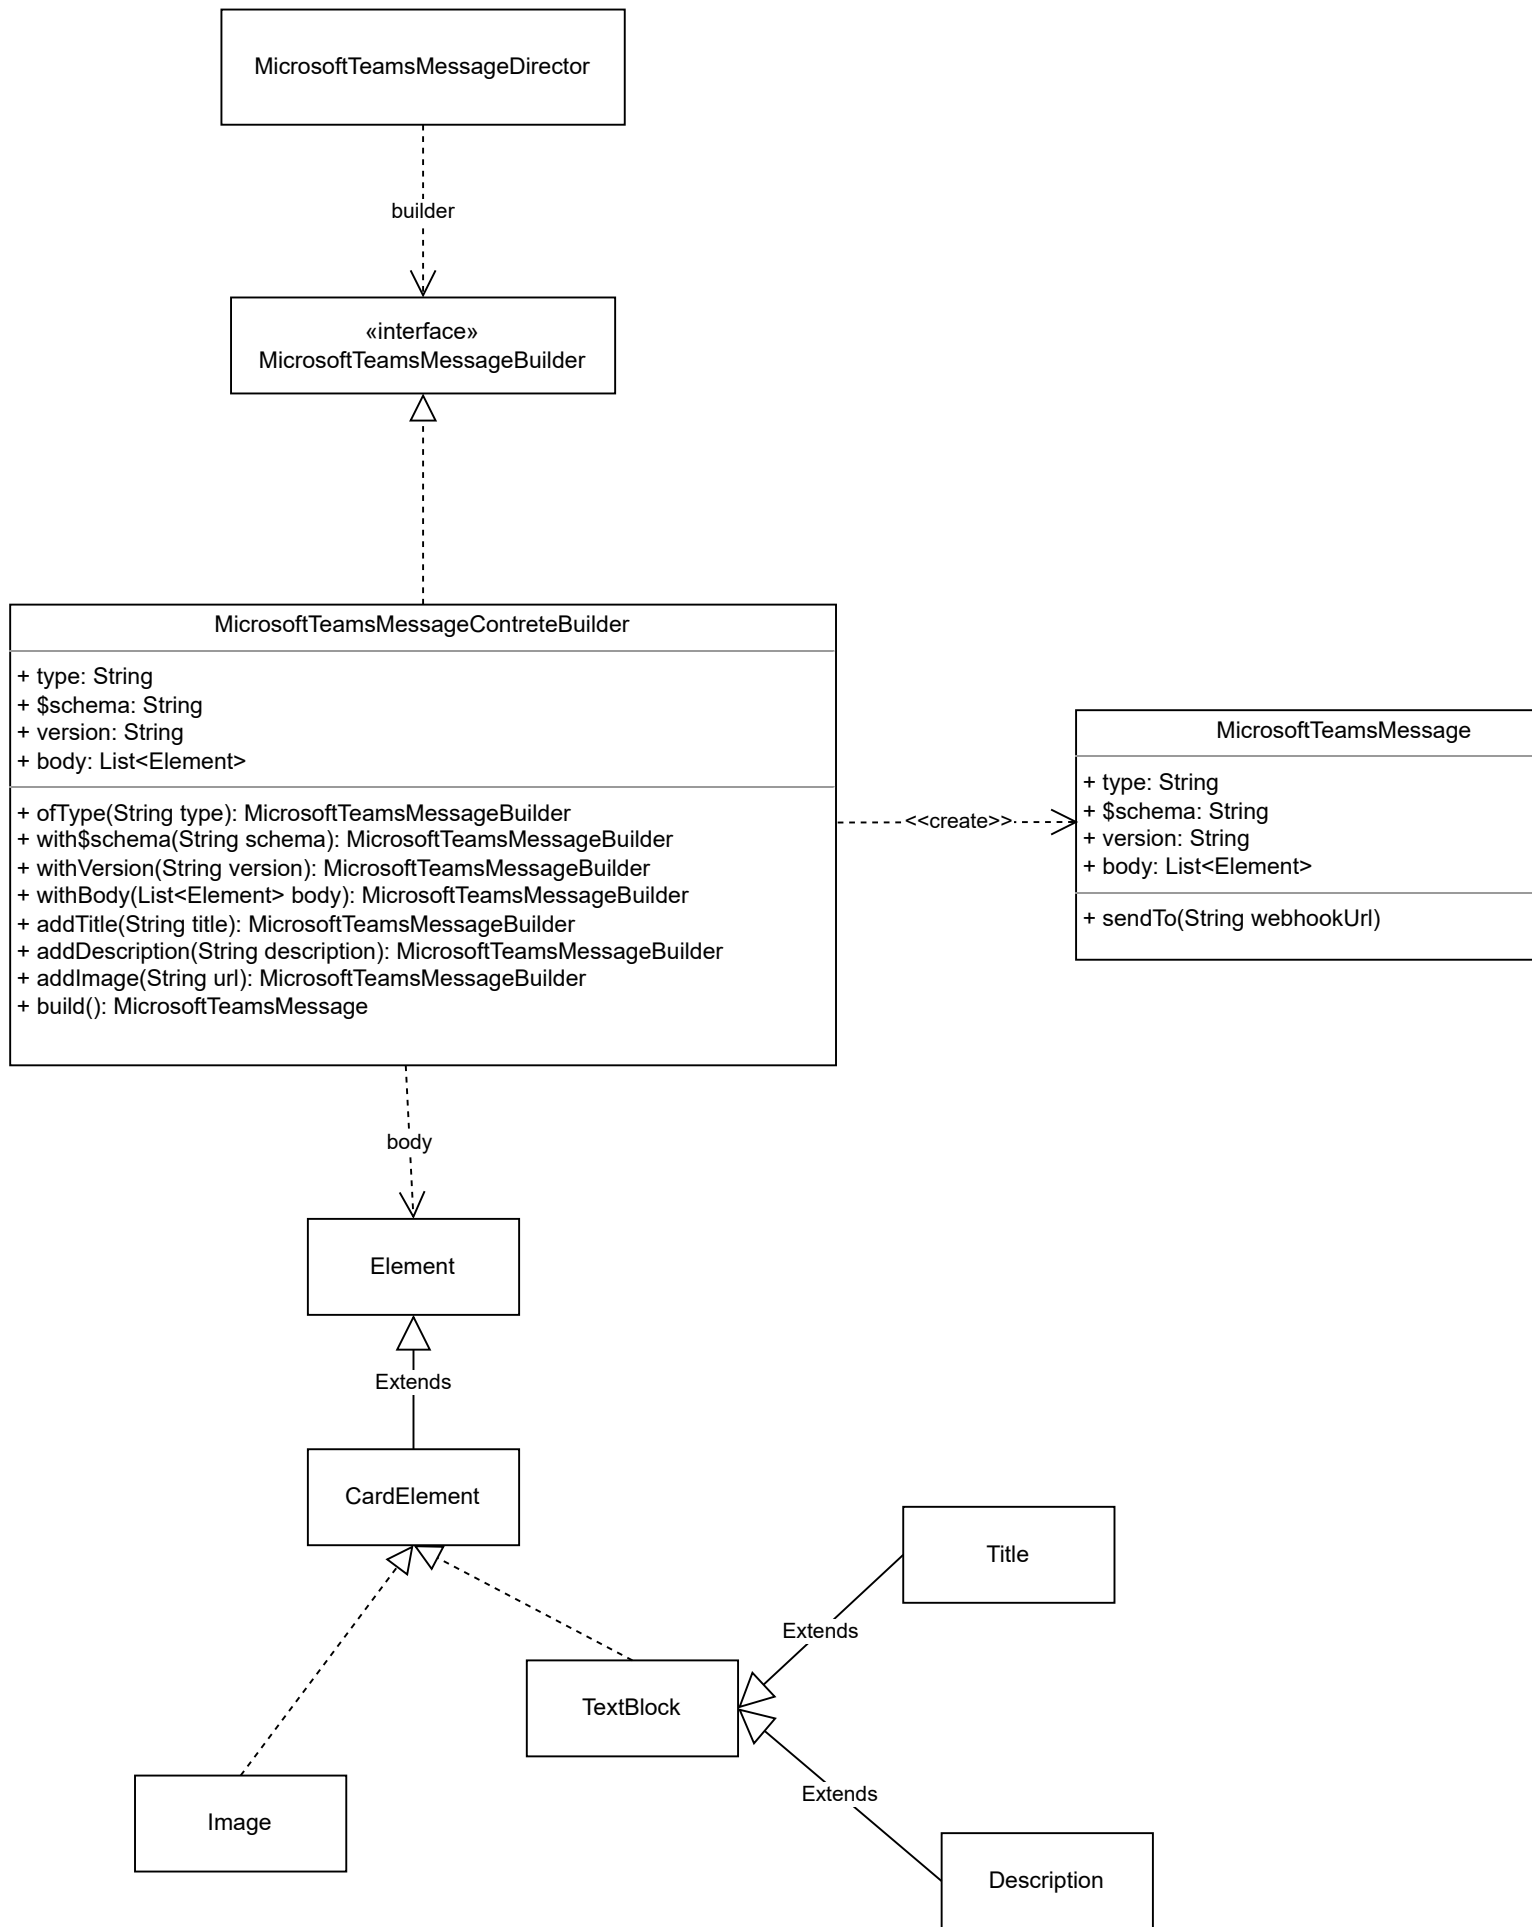 MicrosoftTeamsMessageDirector
builder
«interface»
MicrosoftTeamsMessageBuilder
MicrosoftTeamsMessageContreteBuilder
+ type: String
+ $schema: String
+ version: String
+ body: List<Element>
+ ofType(String type): MicrosoftTeamsMessageBuilder
+ with$schema(String schema): MicrosoftTeamsMessageBuilder
+ withVersion(String version): MicrosoftTeamsMessageBuilder
+ withBody(List<Element> body): MicrosoftTeamsMessageBuilder
+ addTitle(String title): MicrosoftTeamsMessageBuilder
+ addDescription(String description): MicrosoftTeamsMessageBuilder
+ addImage(String url): MicrosoftTeamsMessageBuilder
+ build(): MicrosoftTeamsMessage
<<create>>
MicrosoftTeamsMessage
+ type: String
+ $schema: String
+ version: String
+ body: List<Element>
+ sendTo(String webhookUrl)
body
Element
Extends
CardElement
Title
Extends
TextBlock
Extends
Image
Description